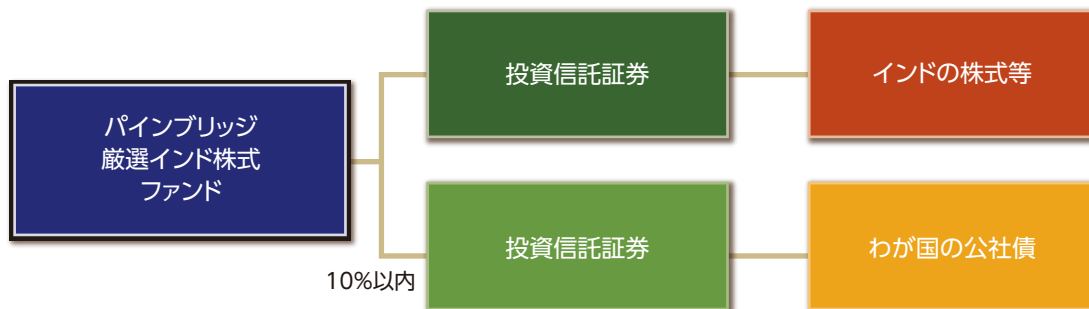 パインブリッジ
厳選インド株式
ファンド
投資信託証券
インドの株式等
10%以内
投資信託証券
わが国の公社債